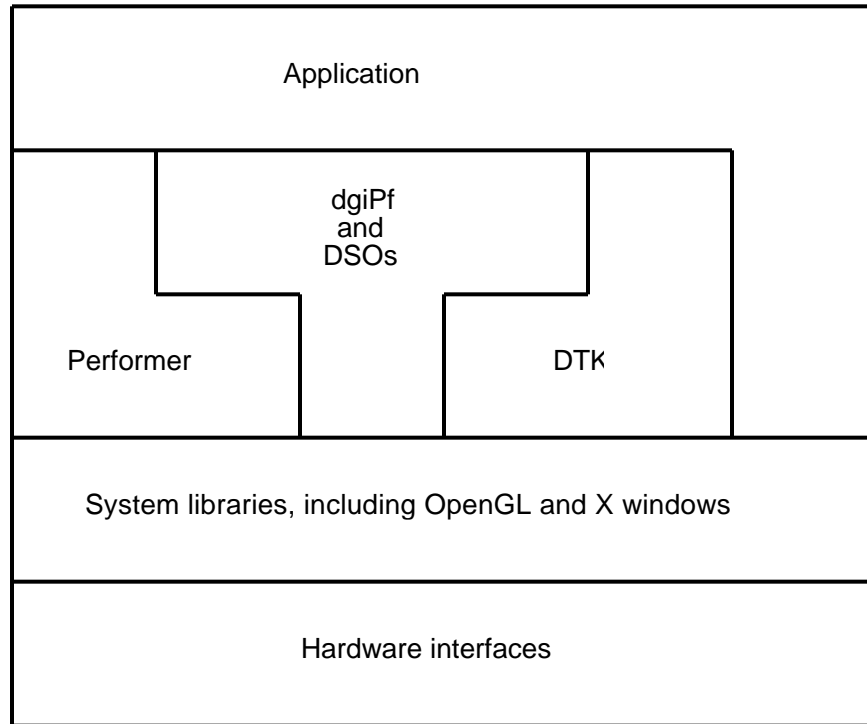 Application
dgiPf
and
DSOs
Performer
DTK
System libraries, including OpenGL and X windows
Hardware interfaces